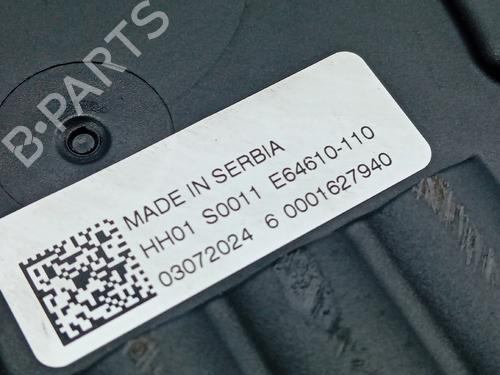 B-PARTS
MADE IN SERBIA
HH01 S0011 E64610-110
03072024 6 0001627940